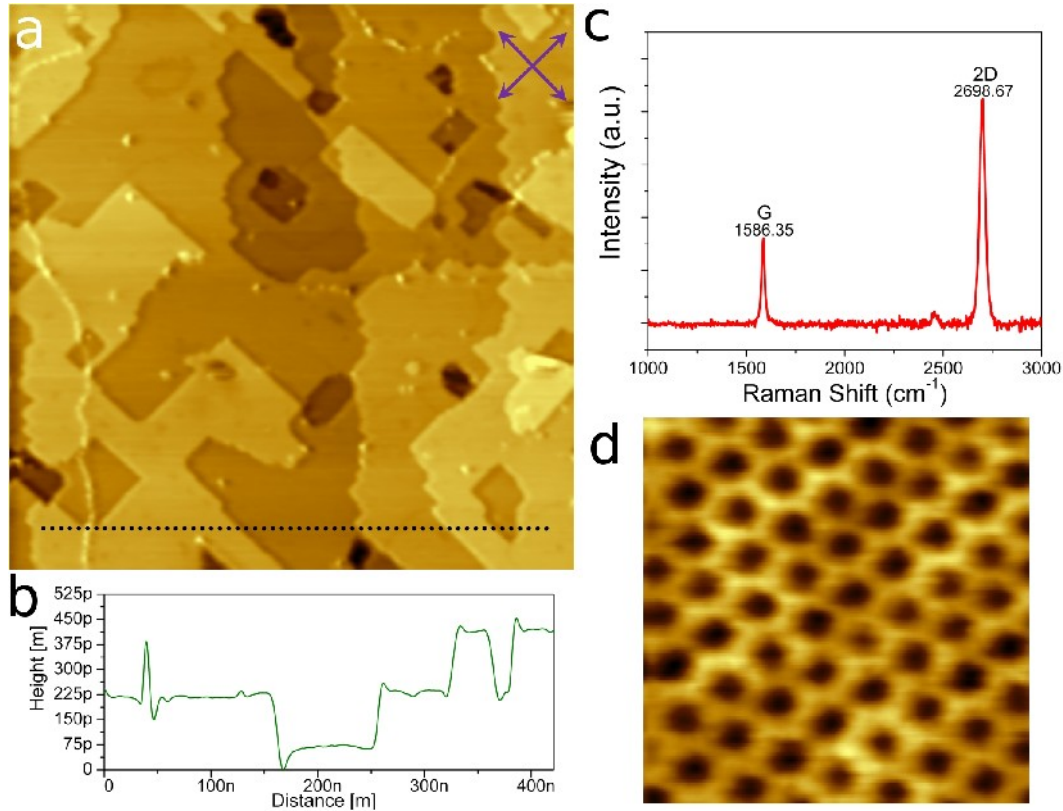 a
b
525p
450p
375p
300p
225p
150p
75p
0
Height [m]
0
100n
200n
300n
400n
Distance [m]
c
2D
2698.67
G
1586.35
Intensity (a.u.)
1000
1500
2000
2500
3000
Raman Shift (cm⁻¹)
d